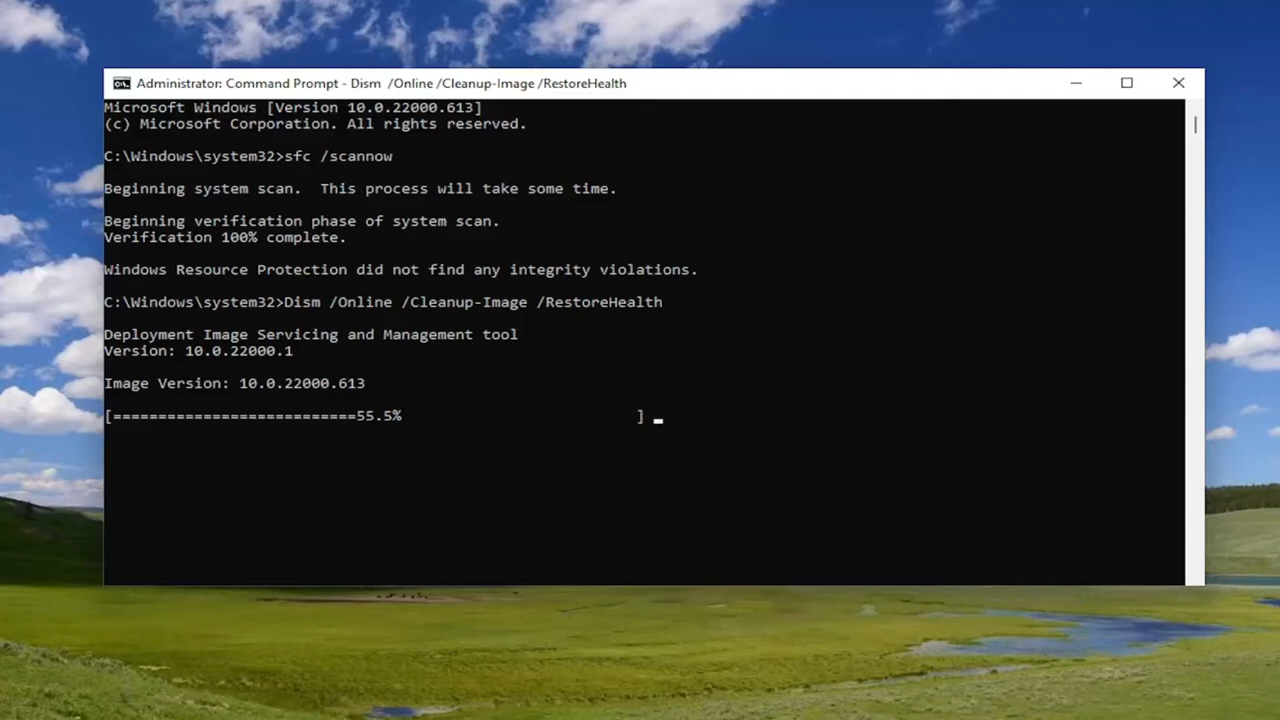 Administrator: Command Prompt - Dism  /Online /Cleanup-Image /RestoreHealth
Microsoft Windows [Version 10.0.22000.613]
(c) Microsoft Corporation. All rights reserved.
C:\Windows\system32>sfc /scannow
Beginning system scan.  This process will take some time.
Beginning verification phase of system scan.
Verification 100% complete.
Windows Resource Protection did not find any integrity violations.
C:\Windows\system32>Dism /Online /Cleanup-Image /RestoreHealth
Deployment Image Servicing and Management tool
Version: 10.0.22000.1
Image Version: 10.0.22000.613
[===========================55.5%                          ]